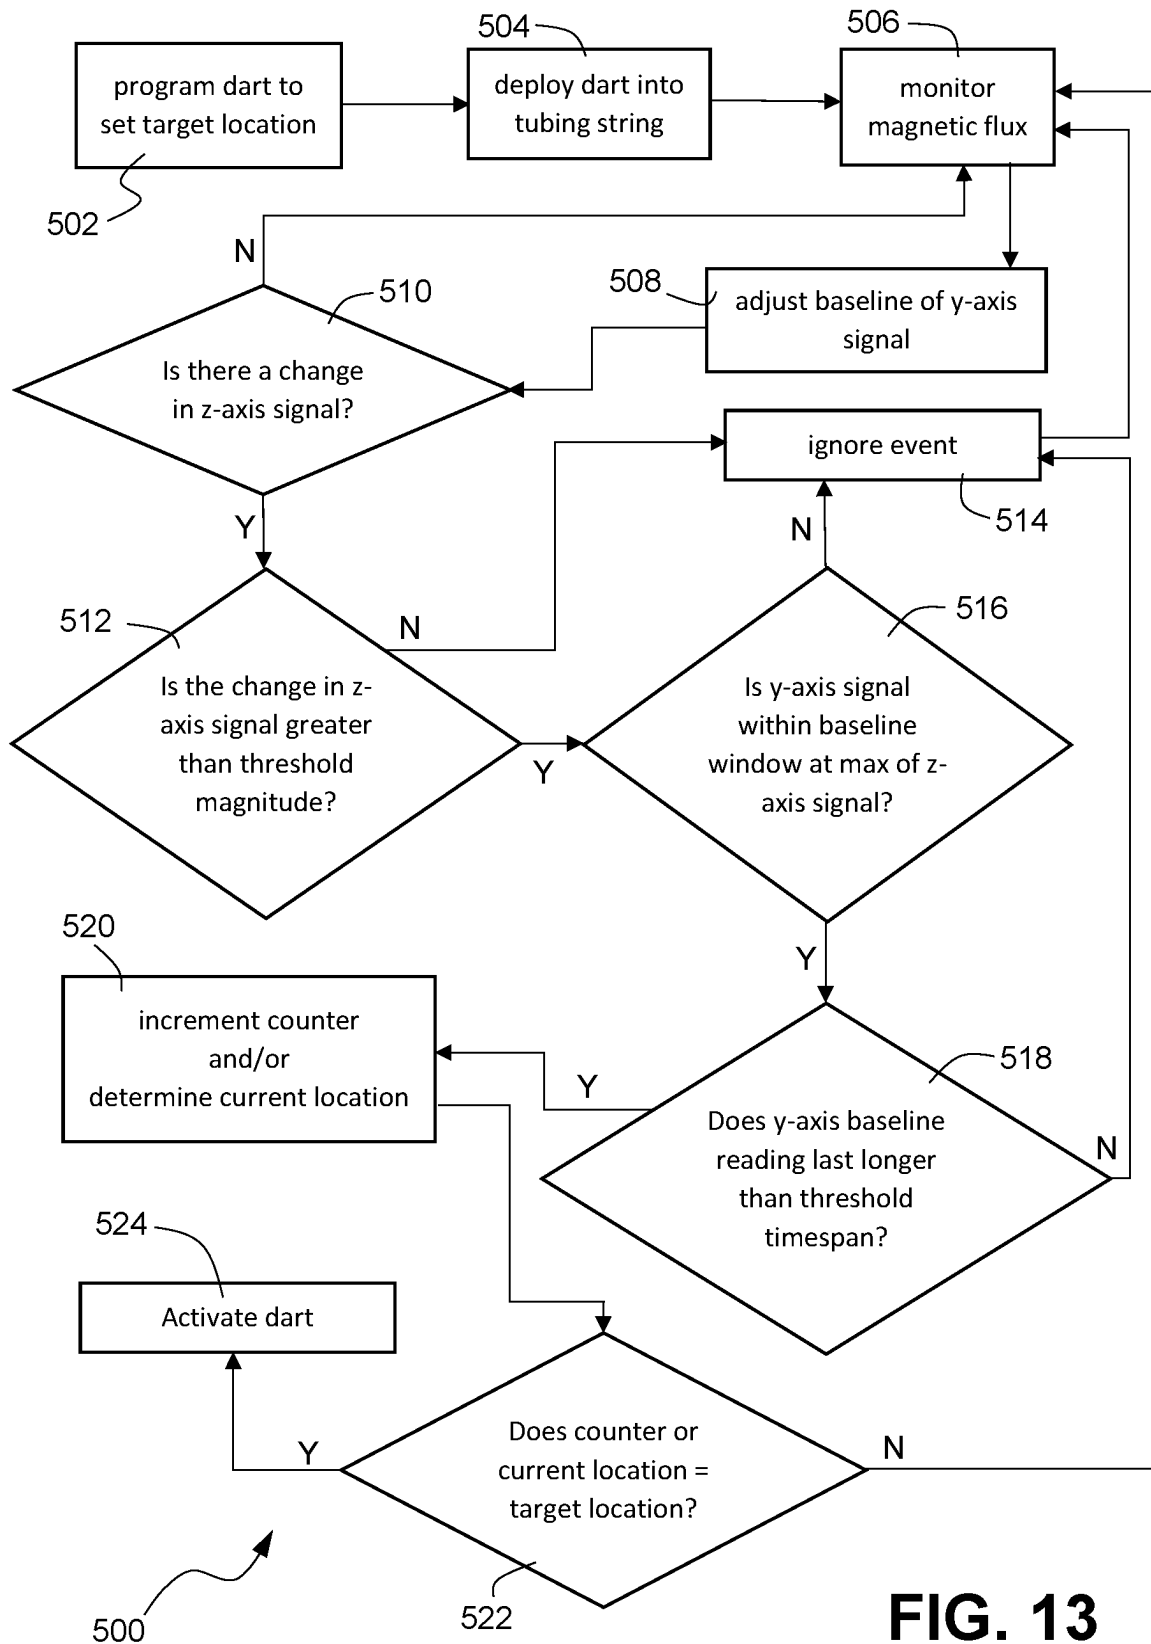 504
506
program dart to
set target location
deploy dart into
tubing string
monitor
magnetic flux
502
N
510
508
adjust baseline of y-axis
signal
Is there a change
in z-axis signal?
ignore event
514
Y
N
512
N
516
Is the change in z-
axis signal greater
than threshold
magnitude?
Y
Is y-axis signal
within baseline
window at max of z-
axis signal?
520
Y
increment counter
and/or
determine current location
Y
518
Does y-axis baseline
reading last longer
than threshold
timespan?
N
524
Activate dart
Y
Does counter or
current location =
target location?
N
500
522
FIG. 13